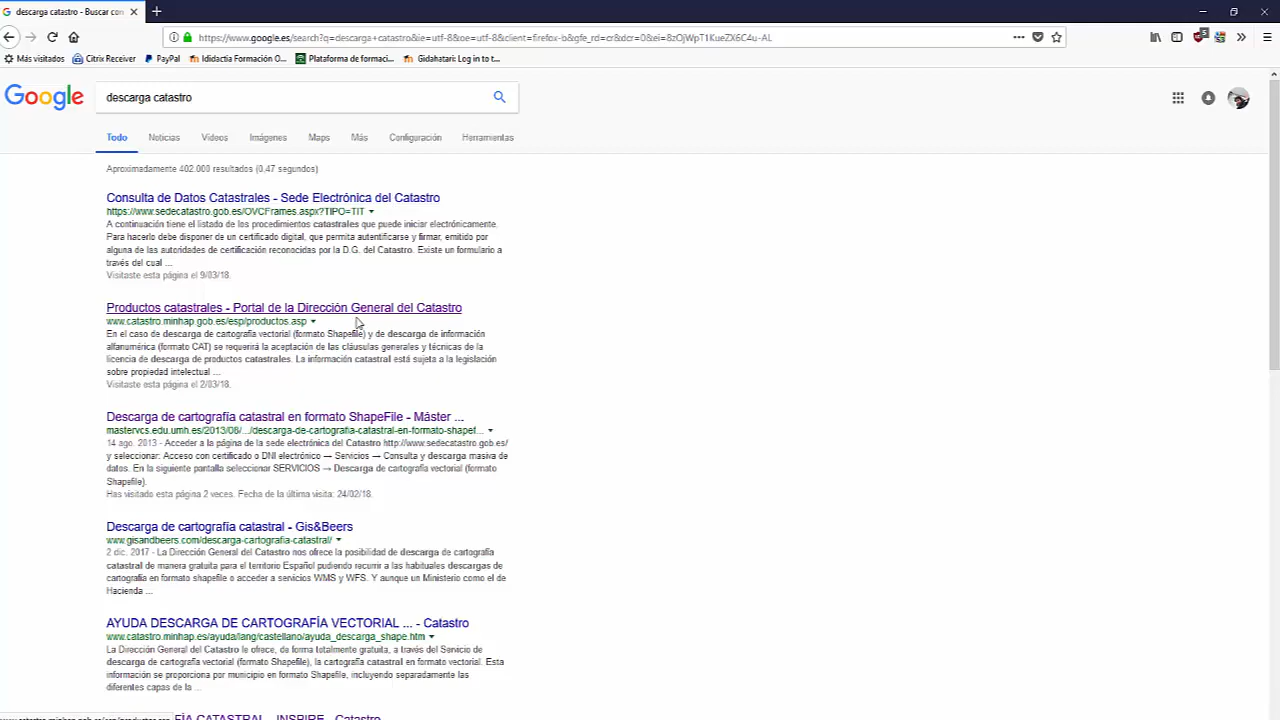 descarga catastro - Buscar con
https://www.google.es/search?q=descarga+catastro&ie=utf-8&oe=utf-8&client=firefox-b&gfe_rd=cr&dcr=0&ei=8zOjWpT1KueZX6C4u-AL
5
Más visitados Citrix Receiver PayPal Ididactia Formación O... Plataforma de formaci... Gidahatari: Log in to t...
Google descarga catastro
Todo Noticias Vídeos Imágenes Maps Más Configuración Herramientas
Aproximadamente 402.000 resultados (0,47 segundos)
Consulta de Datos Catastrales - Sede Electrónica del Catastro
https://www.sedecatastro.gob.es/OVCFrames.aspx?TIPO=TIT
A continuación tiene el listado de los procedimientos catastrales que puede iniciar electrónicamente.
Para hacerlo debe disponer de un certificado digital, que permita autentificarse y firmar, emitido por
alguna de las autoridades de certificación reconocidas por la D.G. del Catastro. Existe un formulario a
través del cual ...
Visitaste esta página el 9/03/18.
Productos catastrales - Portal de la Dirección General del Catastro
www.catastro.minhap.gob.es/esp/productos.asp
En el caso de descarga de cartografía vectorial (formato Shapefile) y de descarga de información
alfanumérica (formato CAT) se requerirá la aceptación de las cláusulas generales y técnicas de la
licencia de descarga de productos catastrales. La información catastral está sujeta a la legislación
sobre propiedad intelectual ...
Visitaste esta página el 2/03/18.
Descarga de cartografía catastral en formato ShapeFile - Máster ...
mastervcs.edu.umh.es/2013/08/.../descarga-de-cartografia-catastral-en-formato-shapef...
14 ago. 2013 - Acceder a la página de la sede electrónica del Catastro http://www.sedecatastro.gob.es/
y seleccionar: Acceso con certificado o DNI electrónico → Servicios → Consulta y descarga masiva de
datos. En la siguiente pantalla seleccionar SERVICIOS → Descarga de cartografía vectorial (formato
Shapefile).
Has visitado esta página 2 veces. Fecha de la última visita: 24/02/18.
Descarga de cartografía catastral - Gis&Beers
www.gisandbeers.com/descarga-cartografia-catastral/
2 dic. 2017 - La Dirección General del Catastro nos ofrece la posibilidad de descarga de cartografía
catastral de manera gratuita para el territorio Español pudiendo recurrir a las habituales descargas de
cartografía en formato shapefile o acceder a servicios WMS y WFS. Y aunque un Ministerio como el de
Hacienda ...
AYUDA DESCARGA DE CARTOGRAFÍA VECTORIAL ... - Catastro
www.catastro.minhap.es/ayuda/lang/castellano/ayuda_descarga_shape.htm
La Dirección General del Catastro le ofrece, de forma totalmente gratuita, a través del Servicio de
descarga de cartografía vectorial (formato Shapefile), la cartografía catastral en formato vectorial. Esta
información se proporciona por municipio en formato Shapefile, incluyendo separadamente las
diferentes capas de la ...
CATASTRAL - INSPIRE - Catastro